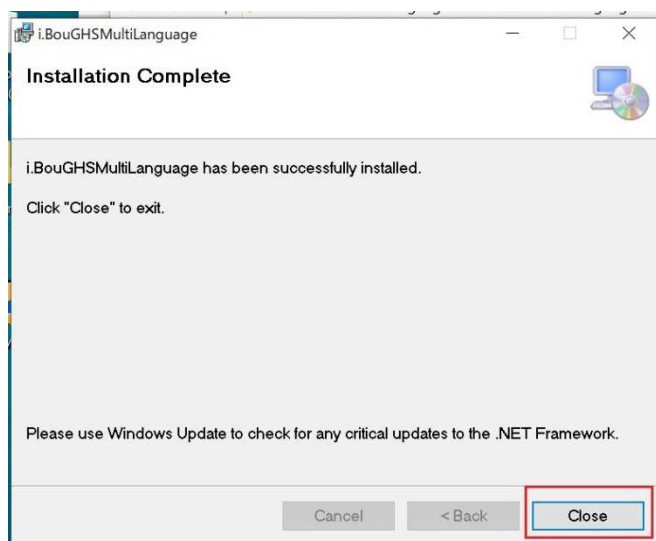 i.BouGHSMultiLanguage
Installation Complete
i.BouGHSMultiLanguage has been successfully installed.
Click "Close" to exit.
Please use Windows Update to check for any critical updates to the .NET Framework.
Cancel
< Back
Close